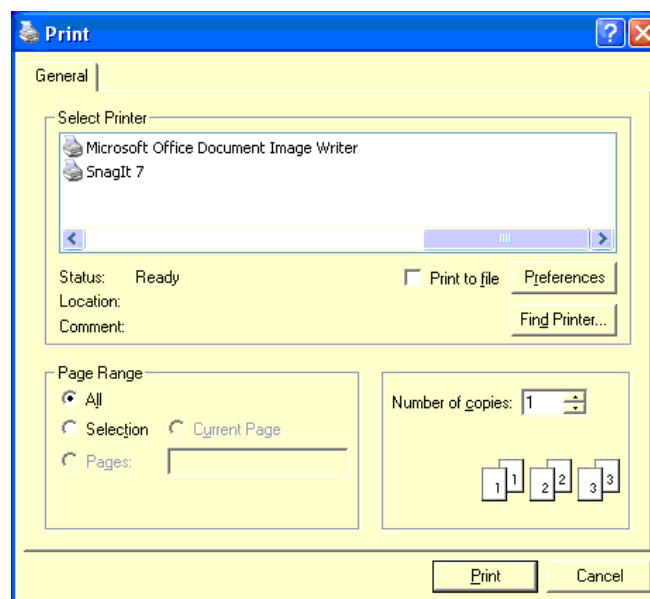 Print
General
Select Printer
Microsoft Office Document Image Writer
SnagIt 7
Status: Ready
Print to file
Preferences
Location:
Comment:
Find Printer...
Page Range
All
Selection
Current Page
Pages:
Number of copies: 1
1 1 2 2 3 3
Print
Cancel